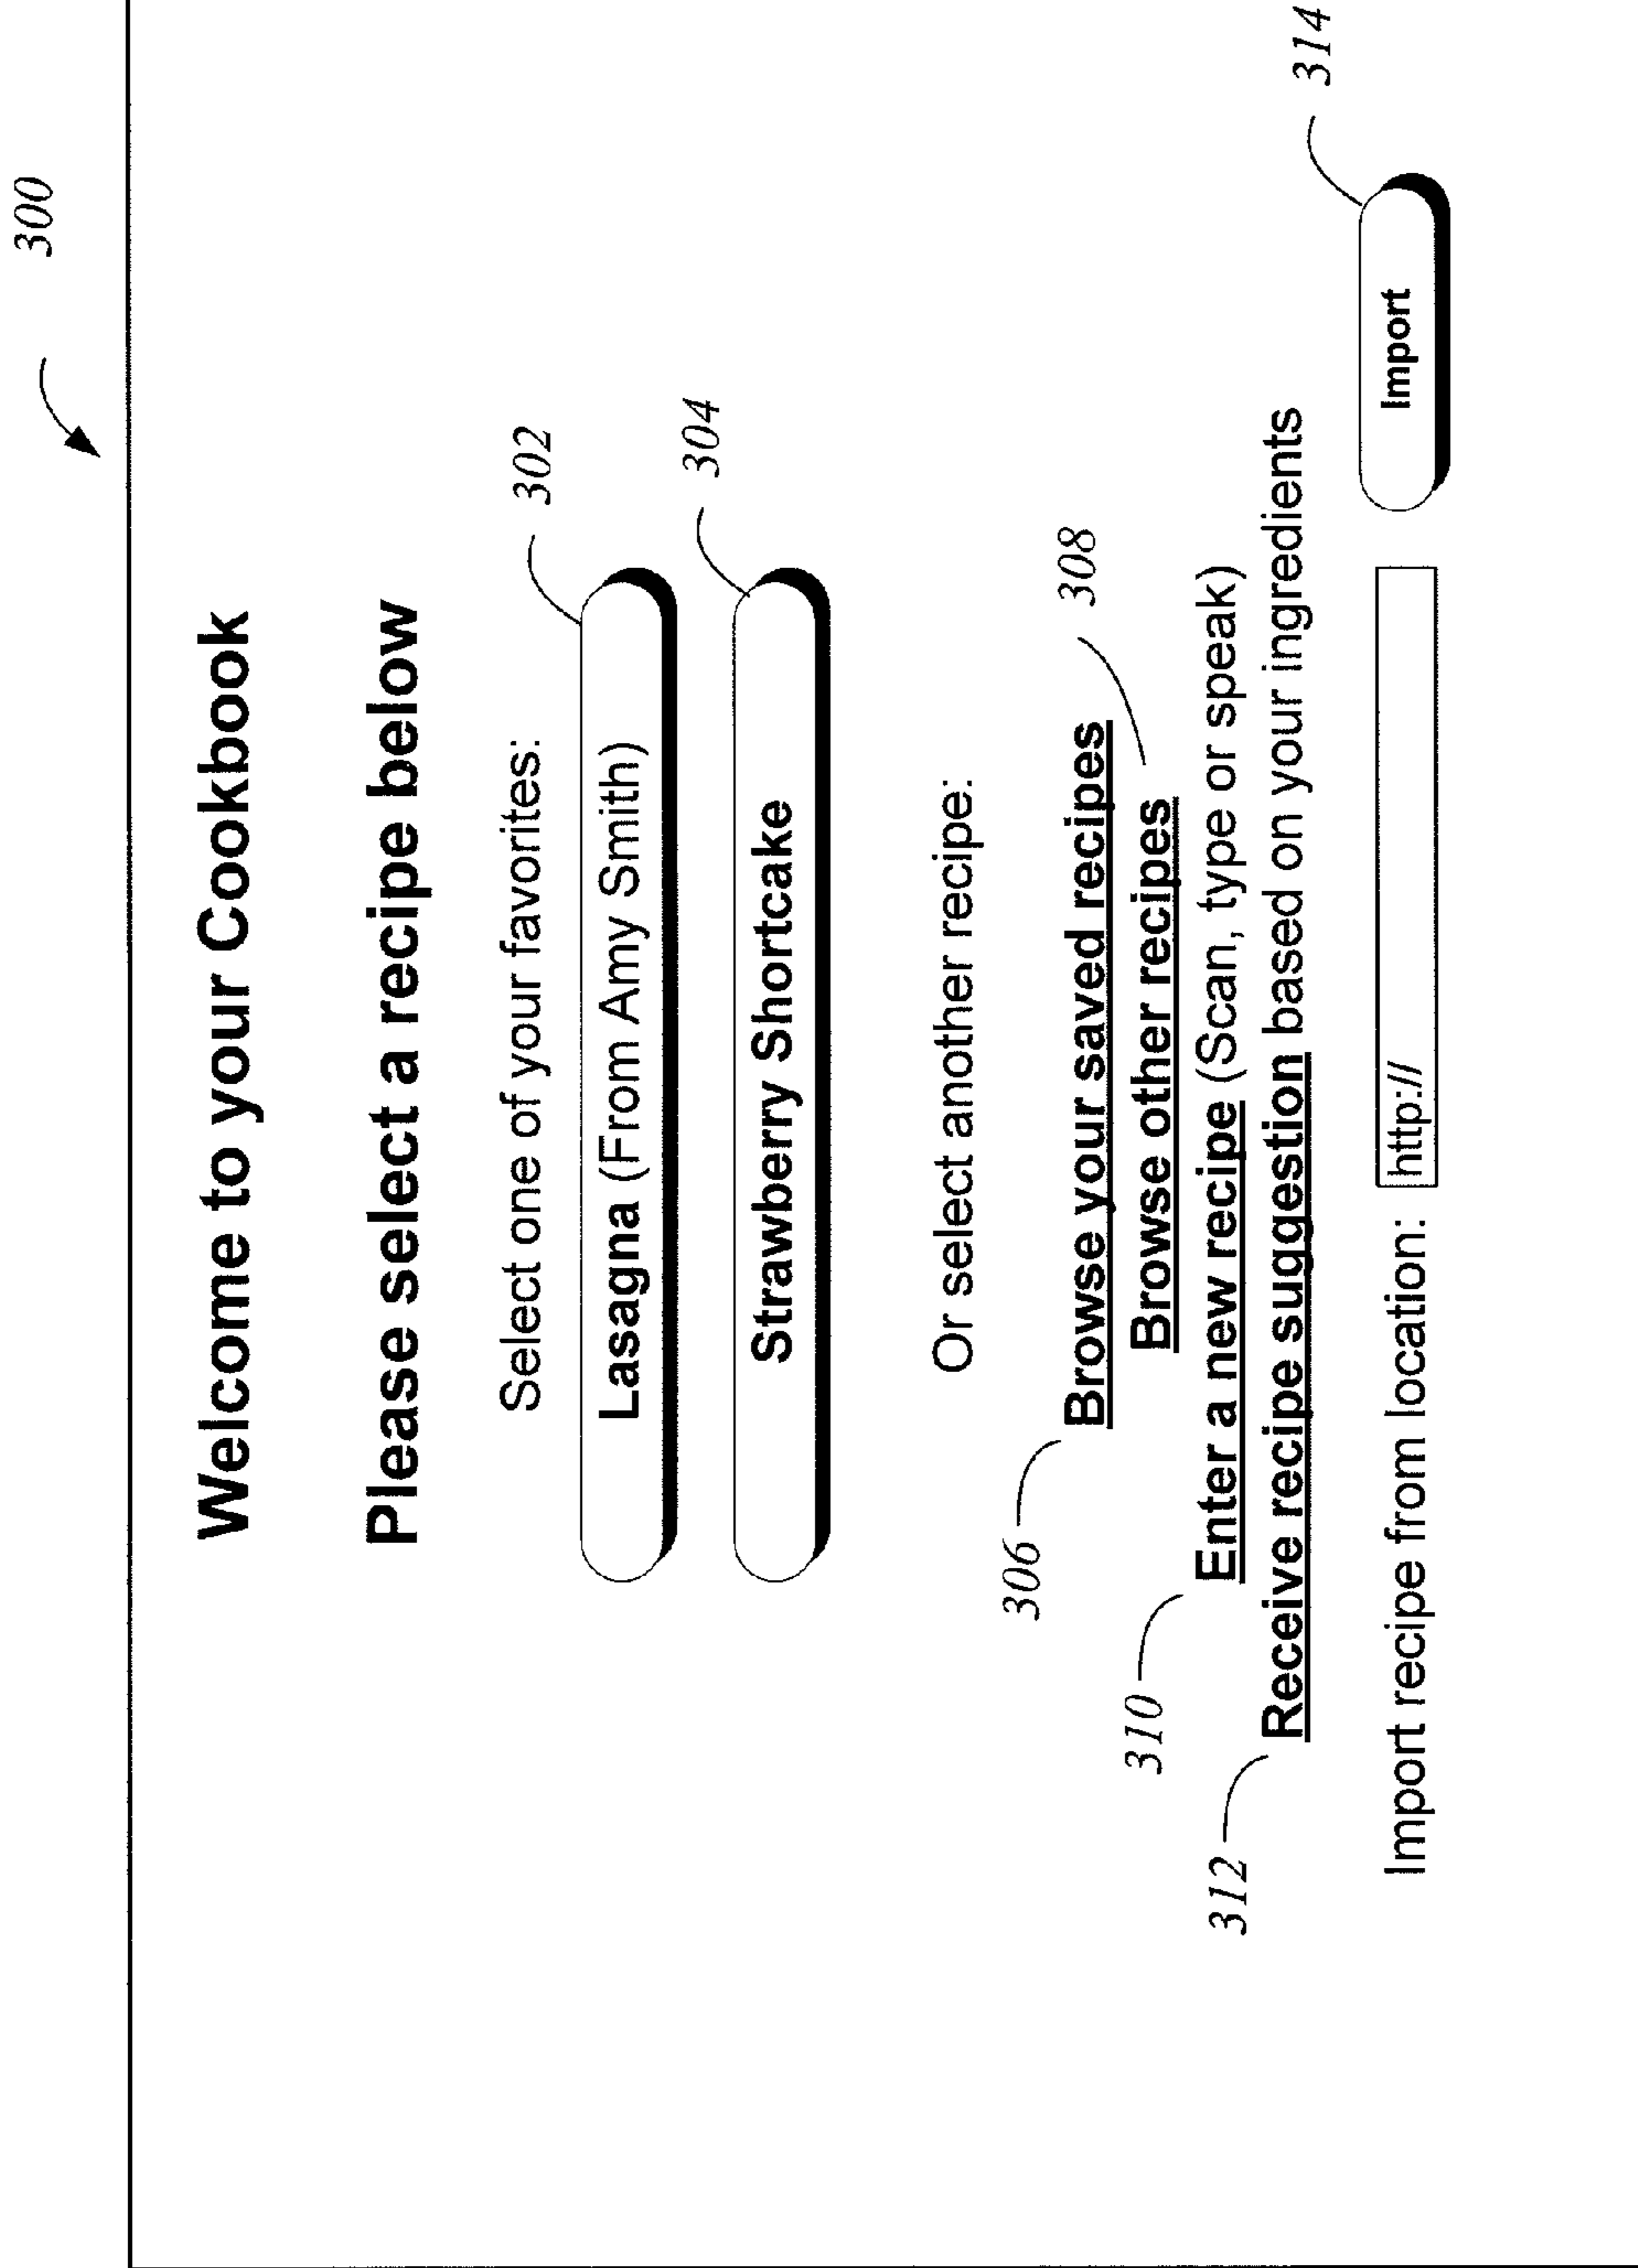 300
Welcome to your Cookbook
Please select a recipe below
Select one of your favorites:
302
Lasagna (From Amy Smith)
304
Strawberry Shortcake
Or select another recipe:
306
Browse your saved recipes
308
Browse other recipes
310
Enter a new recipe (Scan, type or speak)
312
Receive recipe suggestion based on your ingredients
314
Import recipe from location: http:// Import